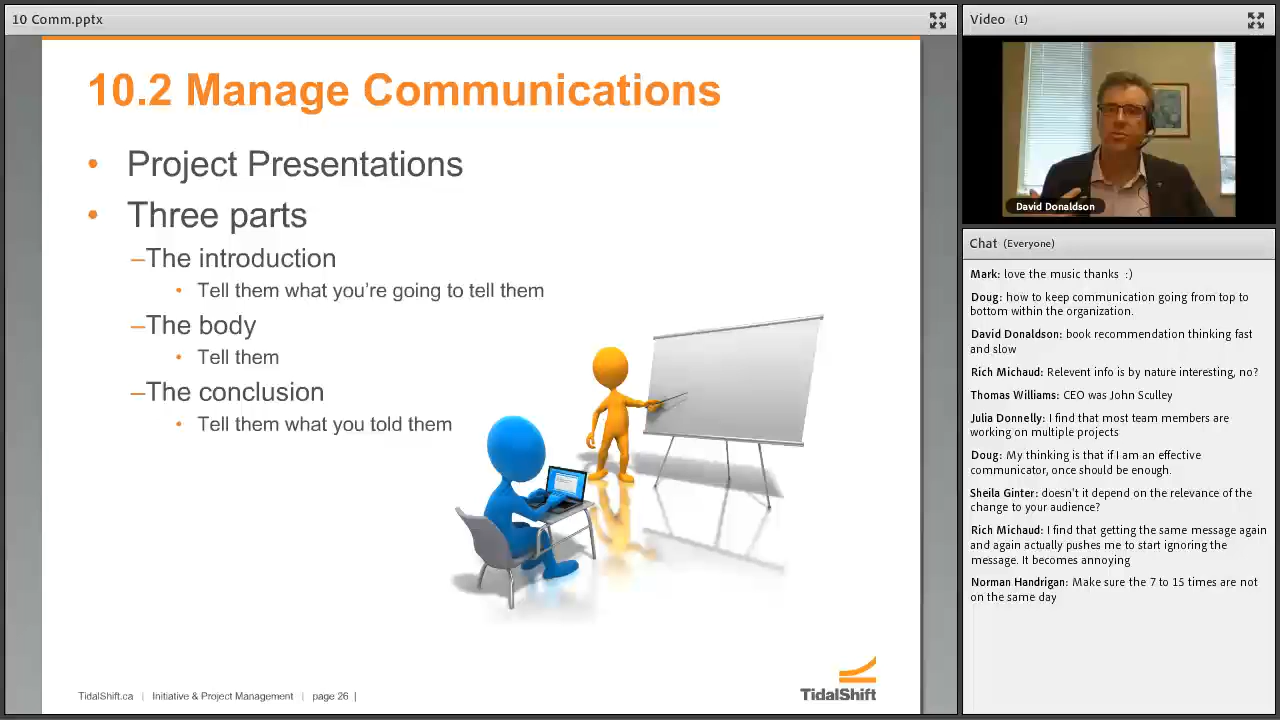 10 Comm.pptx
10.2 Manage Communications
• Project Presentations
• Three parts
–The introduction
• Tell them what you're going to tell them
–The body
• Tell them
–The conclusion
• Tell them what you told them
TidalShift.ca | Initiative & Project Management | page 26 |
TidalShift
Video (1)
David Donaldson
Chat (Everyone)
Mark: love the music thanks :)
Doug: how to keep communication going from top to
bottom within the organization.
David Donaldson: book recommendation thinking fast
and slow
Rich Michaud: Relevent info is by nature interesting, no?
Thomas Williams: CEO was John Sculley
Julia Donnelly: I find that most team members are
working on multiple projects
Doug: My thinking is that if I am an effective
communicator, once should be enough.
Sheila Ginter: doesn't it depend on the relevance of the
change to your audience?
Rich Michaud: I find that getting the same message again
and again actually pushes me to start ignoring the
message. It becomes annoying
Norman Handrigan: Make sure the 7 to 15 times are not
on the same day